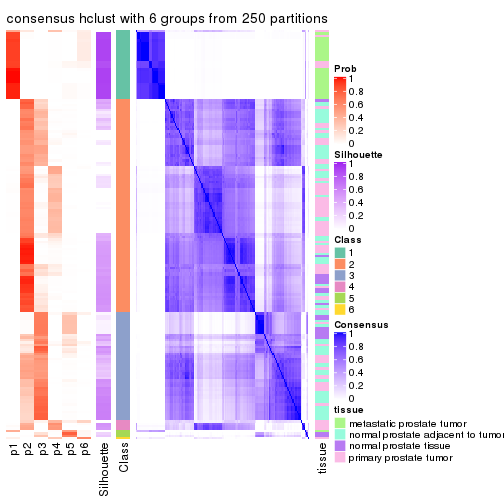 consensus hclust with 6 groups from 250 partitions
Prob
1
0.8
0.6
0.4
0.2
0
Silhouette
1
0.8
0.6
0.4
0.2
0
Class
1
2
3
4
5
6
Consensus
1
0.8
0.6
0.4
0.2
0
tissue
metastatic prostate tumor
normal prostate adjacent to tumor
normal prostate tissue
primary prostate tumor
p1
p2
p3
p4
p5
p6
Silhouette
Class
tissue